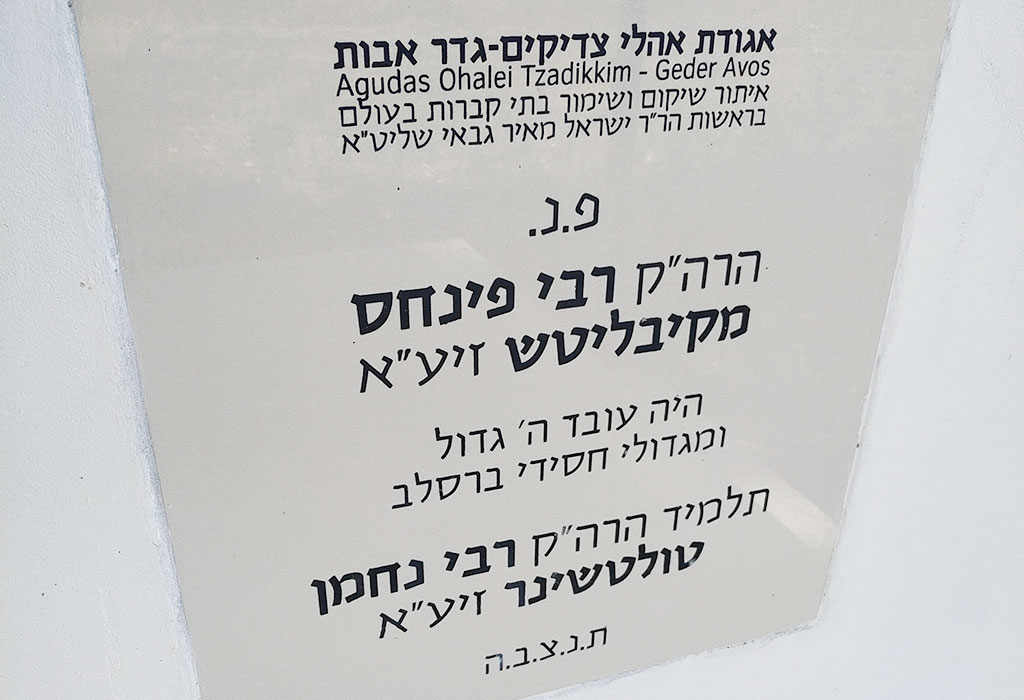 אגודת אהלי צדיקים-גדר אבות
Agudas Ohalei Tzadikkim - Geder Avos
איתור שיקום ושימור בתי קברות בעולם
בראשות הר"ר ישראל מאיר גבאי שליט"א
פ.נ.
הרה"ק רבי פינחס
מקיבליטש זיע"א
היה עובד ה' גדול
ומגדולי חסידי ברסלב
תלמיד הרה"ק רבי נחמן
טולטשינר זיע"א
ת.נ.צ.ב.ה